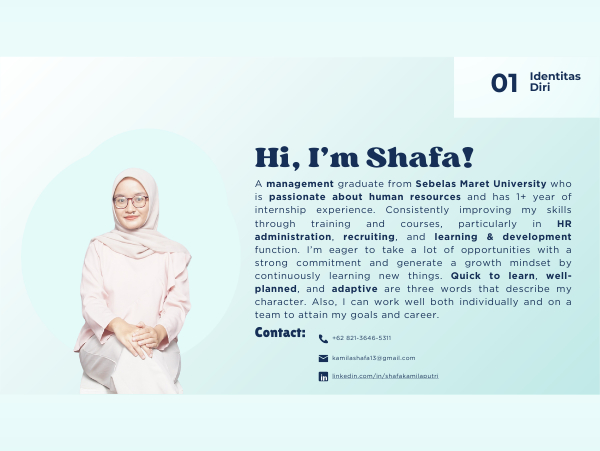 01 Identitas
Diri
Hi, I'm Shafa!
A management graduate from Sebelas Maret University who
is passionate about human resources and has 1+ year of
internship experience. Consistently improving my skills
through training and courses, particularly in HR
administration, recruiting, and learning & development
function. I'm eager to take a lot of opportunities with a
strong commitment and generate a growth mindset by
continuously learning new things. Quick to learn, well-
planned, and adaptive are three words that describe my
character. Also, I can work well both individually and on a
team to attain my goals and career.
Contact:
+62 821-3646-5311
kamilashafa13@gmail.com
linkedin.com/in/shafakamilaputri